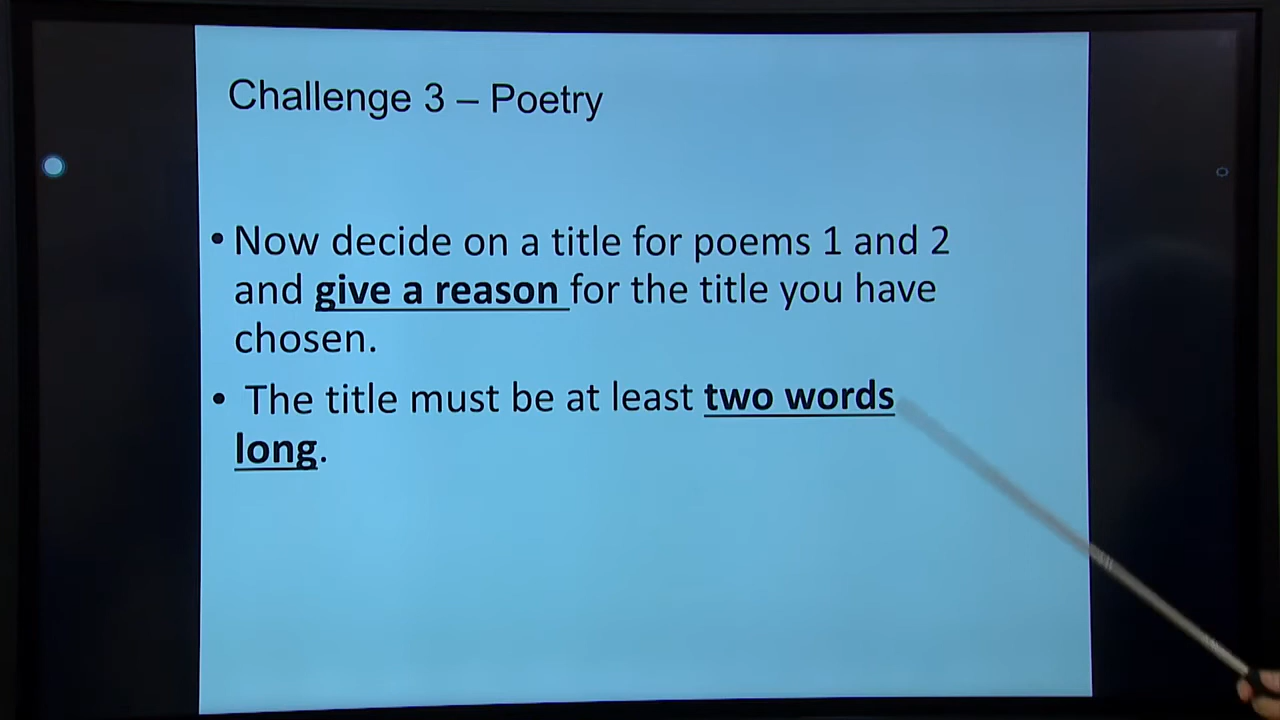 Challenge 3 – Poetry
• Now decide on a title for poems 1 and 2
and give a reason for the title you have
chosen.
• The title must be at least two words
long.